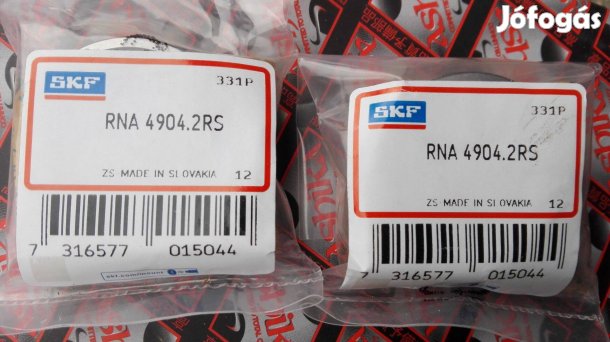 Jófogás
SKF
331P
RNA 4904.2RS
ZS MADE IN SLOVAKIA 12
7 316577 015044
SKF
331P
RNA 4904.2RS
ZS MADE IN SLOVAKIA 12
7 316577 015044